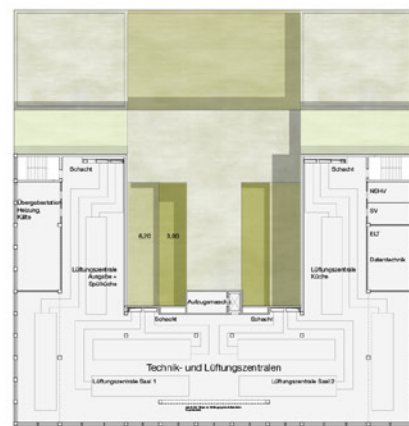 Schacht
Schacht
Übergabestation
Heizung,
Kälte
NSHV
SV
ELT
Datentechnik
6,20
3,80
Lüftungszentrale
Ausgabe +
Spülküche
Lüftungszentrale
Küche
Aufzugsmasch.
Schacht
Schacht
Technik- und Lüftungszentralen
Lüftungszentrale Saal 1
Lüftungszentrale Saal 2